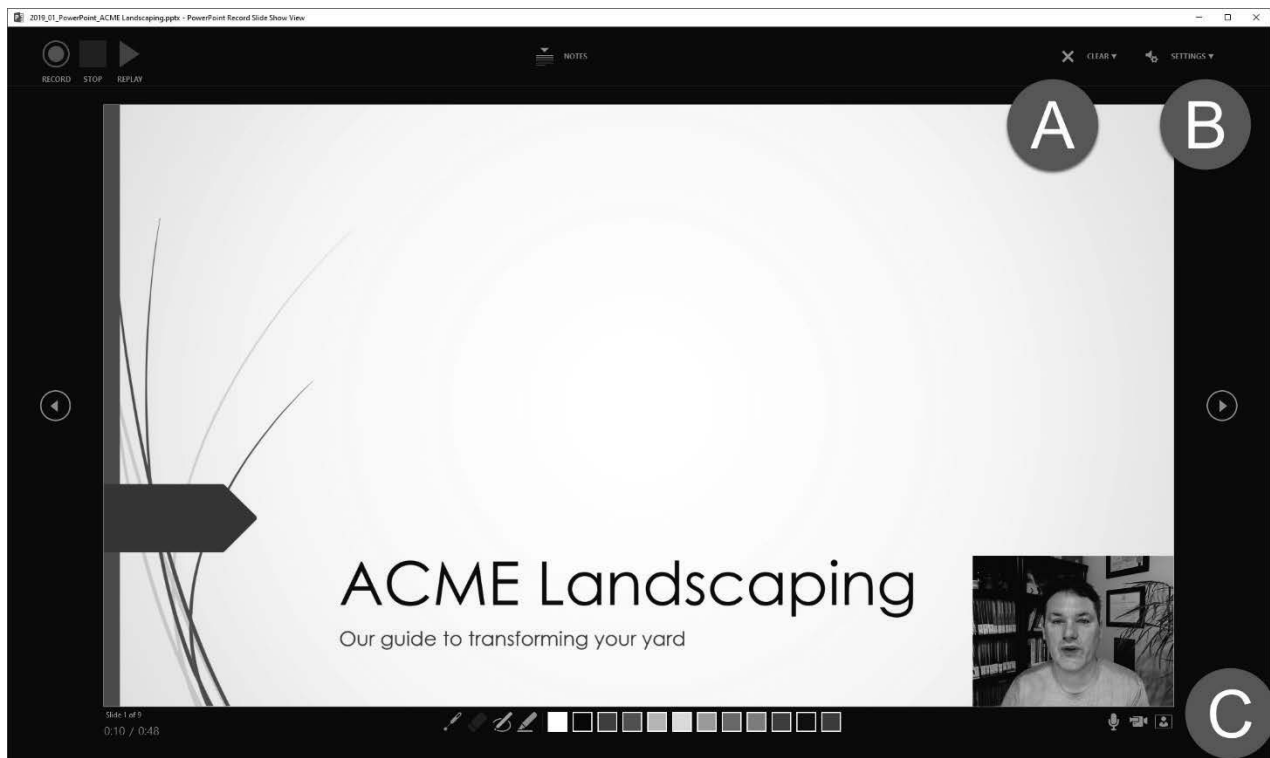 2019_01_PowerPoint_ACME Landscaping.pptx - PowerPoint Record Slide Show View
RECORD STOP REPLAY
NOTES
CLEAR ▾
SETTINGS ▾
A
B
ACME Landscaping
Our guide to transforming your yard
Slide 1 of 9
0:10 / 0:48
C